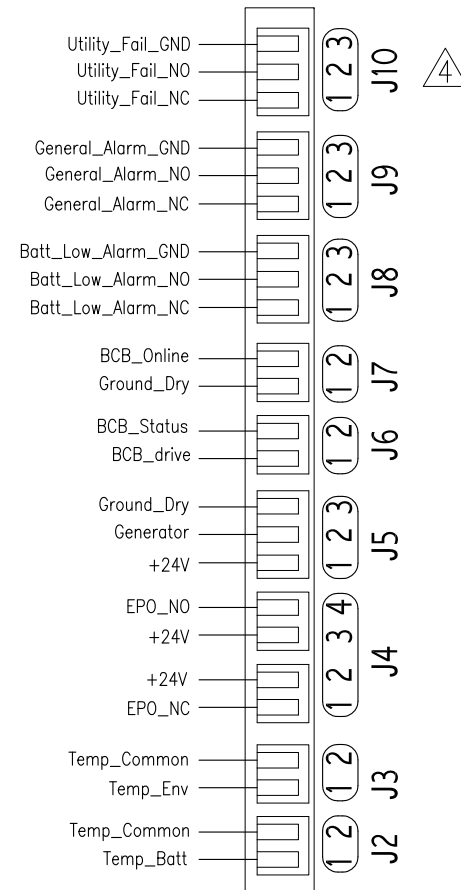 Utility_Fail_GND
Utility_Fail_NO
Utility_Fail_NC
1 2 3
J10
4
General_Alarm_GND
General_Alarm_NO
General_Alarm_NC
1 2 3
J9
Batt_Low_Alarm_GND
Batt_Low_Alarm_NO
Batt_Low_Alarm_NC
1 2 3
J8
BCB_Online
Ground_Dry
1 2
J7
BCB_Status
BCB_drive
1 2
J6
Ground_Dry
Generator
+24V
1 2 3
J5
EPO_NO
+24V
+24V
EPO_NC
1 2 3 4
J4
Temp_Common
Temp_Env
1 2
J3
Temp_Common
Temp_Batt
1 2
J2